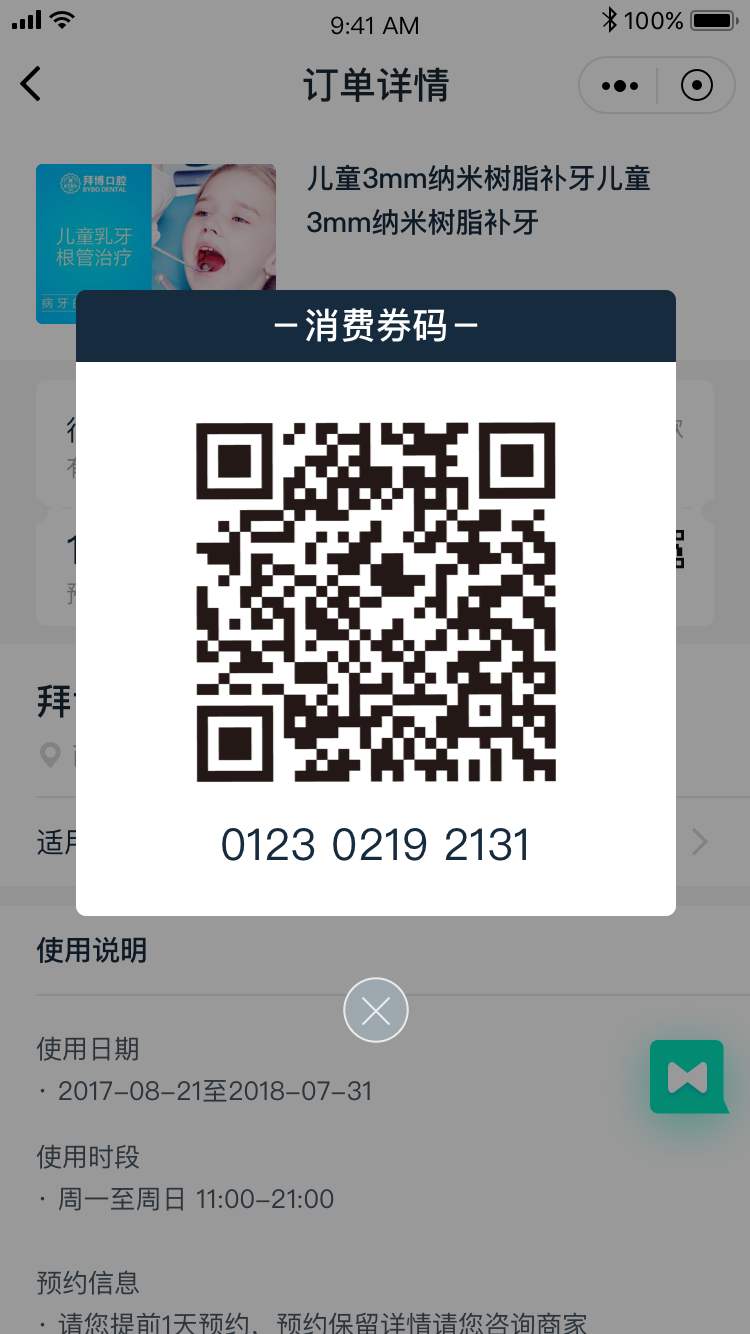 9:41 AM
100%
订单详情
拜博口腔
BYBO DENTAL
儿童乳牙
根管治疗
病 牙
儿童3mm纳米树脂补牙儿童
3mm纳米树脂补牙
消费券码
0123 0219 2131
拜
适用
使用说明
使用日期
· 2017-08-21至2018-07-31
使用时段
· 周一至周日 11:00-21:00
预约信息
· 请您提前1天预约，预约保留详情请您咨询商家